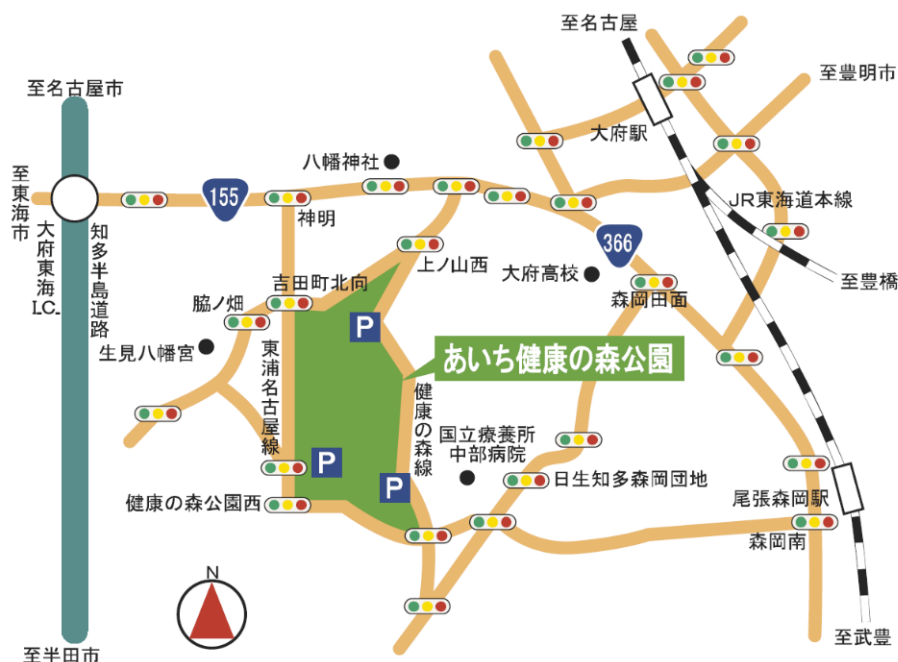 至名古屋
至名古屋市
至豊明市
大府駅
八幡神社
至東海市
155
神明
JR東海道本線
大府東海I.C.
知多半島道路
366
上ノ山西
大府高校
吉田町北向
至豊橋
森岡田面
脇ノ畑
P
生見八幡宮
あいち健康の森公園
東浦名古屋線
健康の森線
国立療養所
中部病院
P
日生知多森岡団地
P
健康の森公園西
尾張森岡駅
森岡南
N
至武豊
至半田市